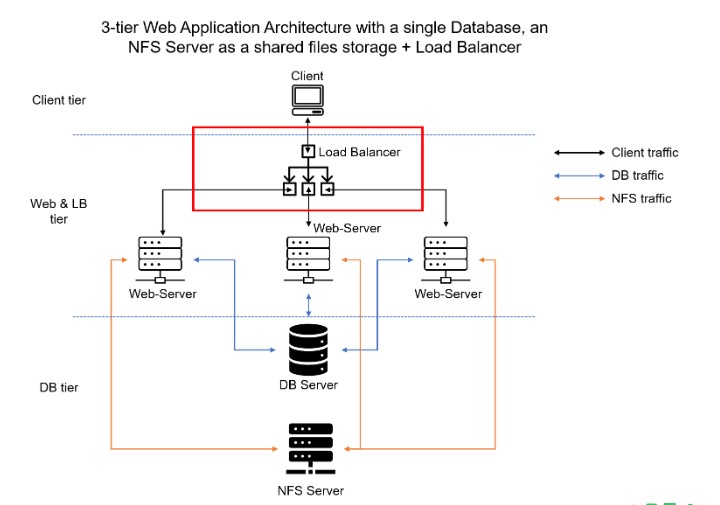 3-tier Web Application Architecture with a single Database, an
NFS Server as a shared files storage + Load Balancer
Client
Client tier
Load Balancer
Client traffic
DB traffic
NFS traffic
Web & LB
tier
Web-Server
Web-Server
Web-Server
DB Server
DB tier
NFS Server